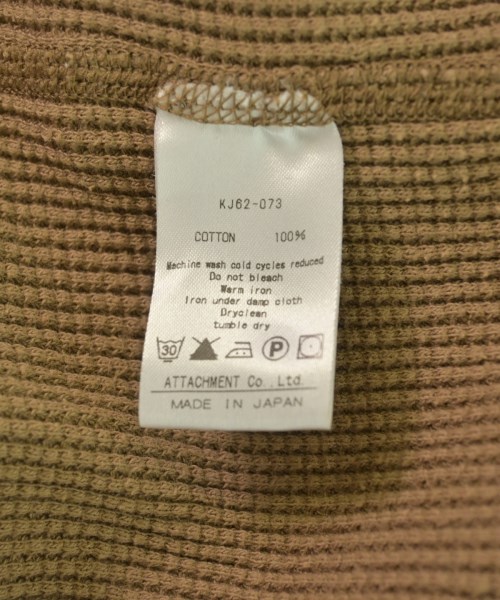 KJ62-073
COTTON 100%
Machine wash cold cycles reduced
Do not bleach
Warm iron
Iron under damp cloth
Dryclean
tumble dry
30 P
ATTACHMENT Co., Ltd.
MADE IN JAPAN